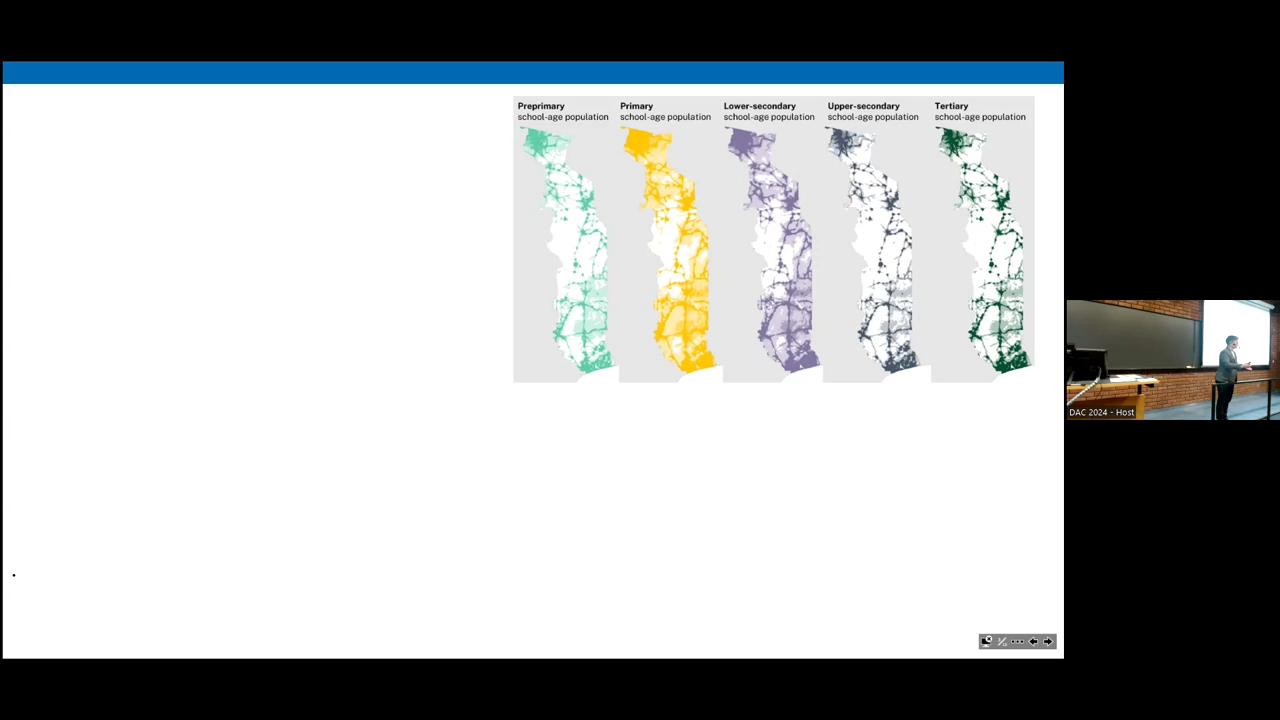 Preprimary
school-age population
Primary
school-age population
Lower-secondary
school-age population
Upper-secondary
school-age population
Tertiary
school-age population
DAC 2024 - Host